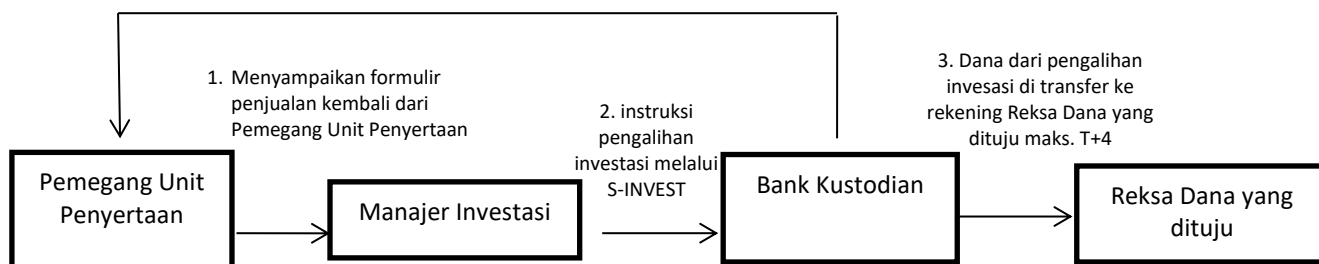 1. Menyampaikan formulir
penjualan kembali dari
Pemegang Unit Penyertaan
2. instruksi
pengalihan
investasi melalui
S-INVEST
3. Dana dari pengalihan
invesasi di transfer ke
rekening Reksa Dana yang
dituju maks. T+4
Pemegang Unit
Penyertaan
Manajer Investasi
Bank Kustodian
Reksa Dana yang
dituju